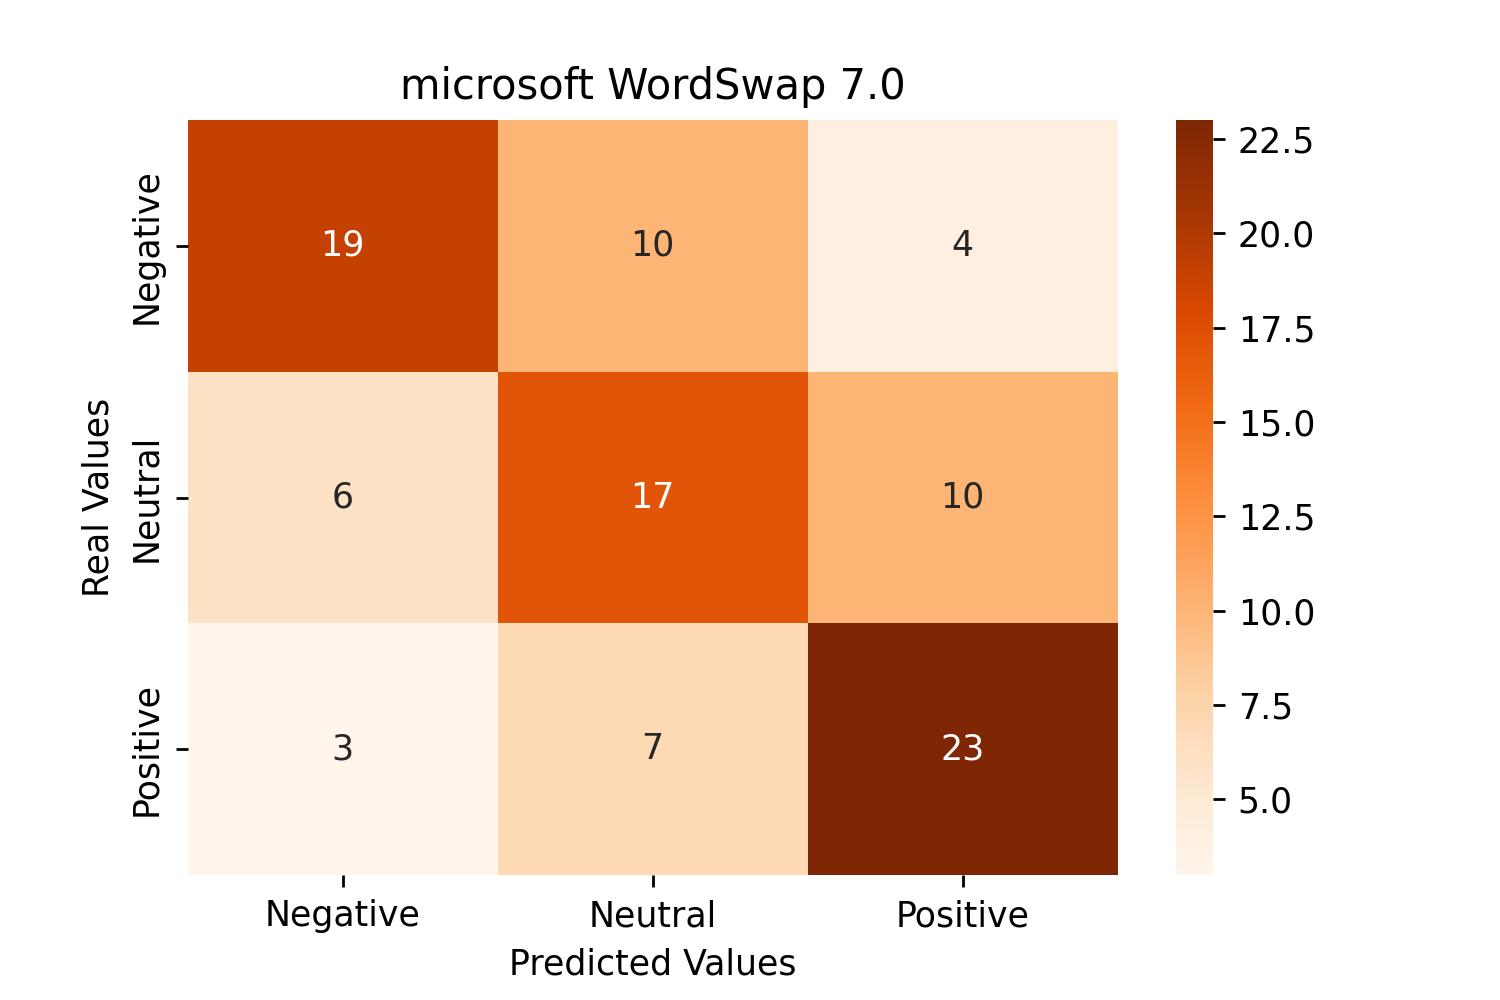 microsoft WordSwap 7.0
Real Values
Negative
19 10 4
Neutral
6 17 10
Positive
3 7 23
Negative Neutral Positive
Predicted Values
22.5
20.0
17.5
15.0
12.5
10.0
7.5
5.0